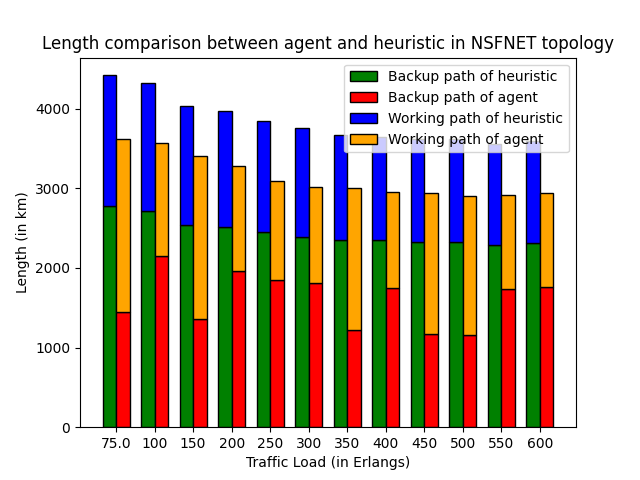 Length comparison between agent and heuristic in NSFNET topology
Backup path of heuristic
Backup path of agent
Working path of heuristic
Working path of agent
Length (in km)
4000
3000
2000
1000
0
75.0 100 150 200 250 300 350 400 450 500 550 600
Traffic Load (in Erlangs)